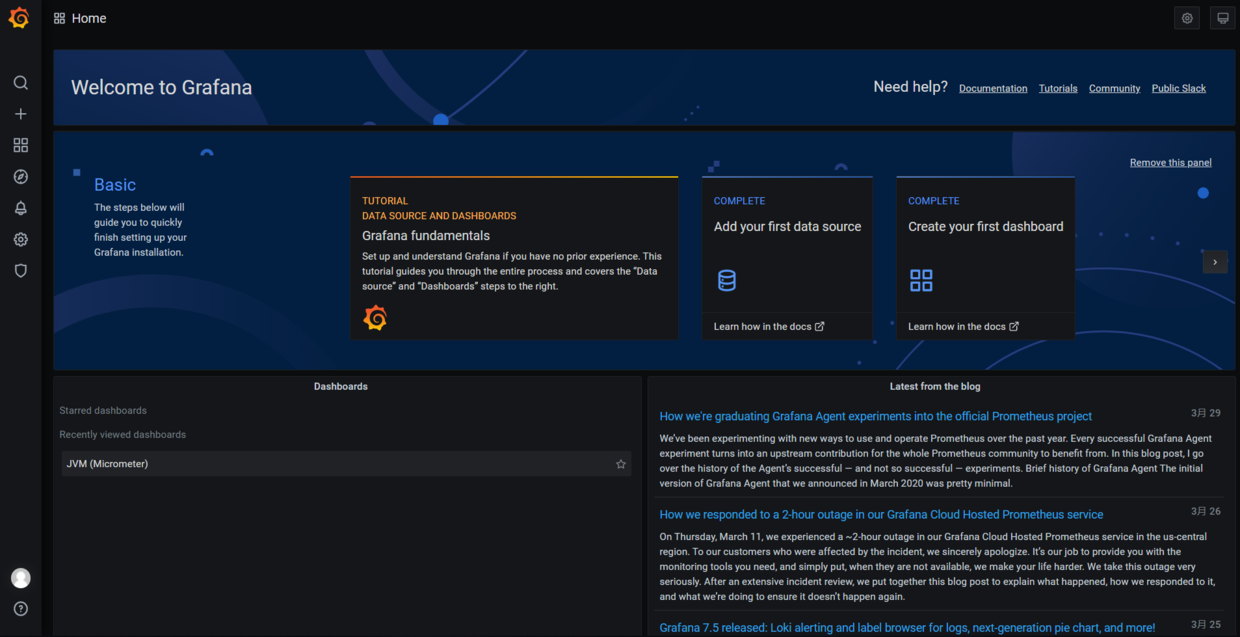 Home
Welcome to Grafana
Need help? Documentation Tutorials Community Public Slack
Remove this panel
Basic
The steps below will
guide you to quickly
finish setting up your
Grafana installation.
TUTORIAL
DATA SOURCE AND DASHBOARDS
Grafana fundamentals
Set up and understand Grafana if you have no prior experience. This
tutorial guides you through the entire process and covers the “Data
source” and “Dashboards” steps to the right.
COMPLETE
Add your first data source
Learn how in the docs
COMPLETE
Create your first dashboard
Learn how in the docs
Dashboards
Starred dashboards
Recently viewed dashboards
JVM (Micrometer)
Latest from the blog
How we’re graduating Grafana Agent experiments into the official Prometheus project
3月 29
We’ve been experimenting with new ways to use and operate Prometheus over the past year. Every successful Grafana Agent
experiment turns into an upstream contribution for the whole Prometheus community to benefit from. In this blog post, I go
over the history of the Agent’s successful — and not so successful — experiments. Brief history of Grafana Agent The initial
version of Grafana Agent that we announced in March 2020 was pretty minimal.
How we responded to a 2-hour outage in our Grafana Cloud Hosted Prometheus service
3月 26
On Thursday, March 11, we experienced a ~2-hour outage in our Grafana Cloud Hosted Prometheus service in the us-central
region. To our customers who were affected by the incident, we sincerely apologize. It’s our job to provide you with the
monitoring tools you need, and simply put, when they are not available, we make your life harder. We take this outage very
seriously. After an extensive incident review, we put together this blog post to explain what happened, how we responded to it,
and what we’re doing to ensure it doesn’t happen again.
Grafana 7.5 released: Loki alerting and label browser for logs, next-generation pie chart, and more!
3月 25